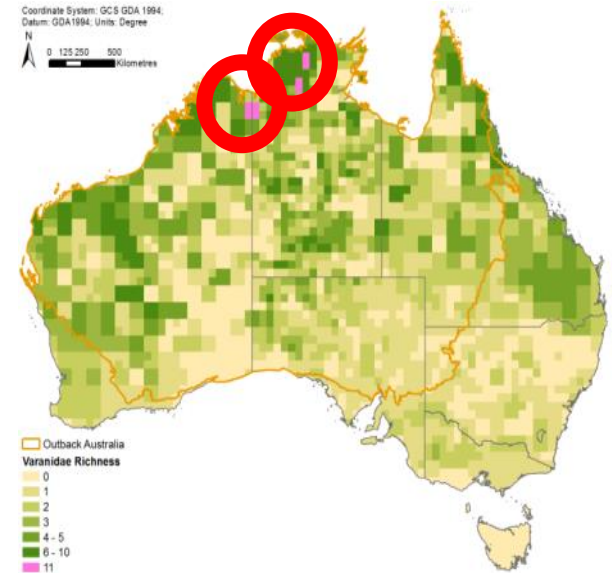 Coordinate System: GCS GDA 1994;
Datum: GDA1994; Units: Degree
N
0 125 250 500
Kilometres
Outback Australia
Varanidae Richness
0
1
2
3
4 - 5
6 - 10
11